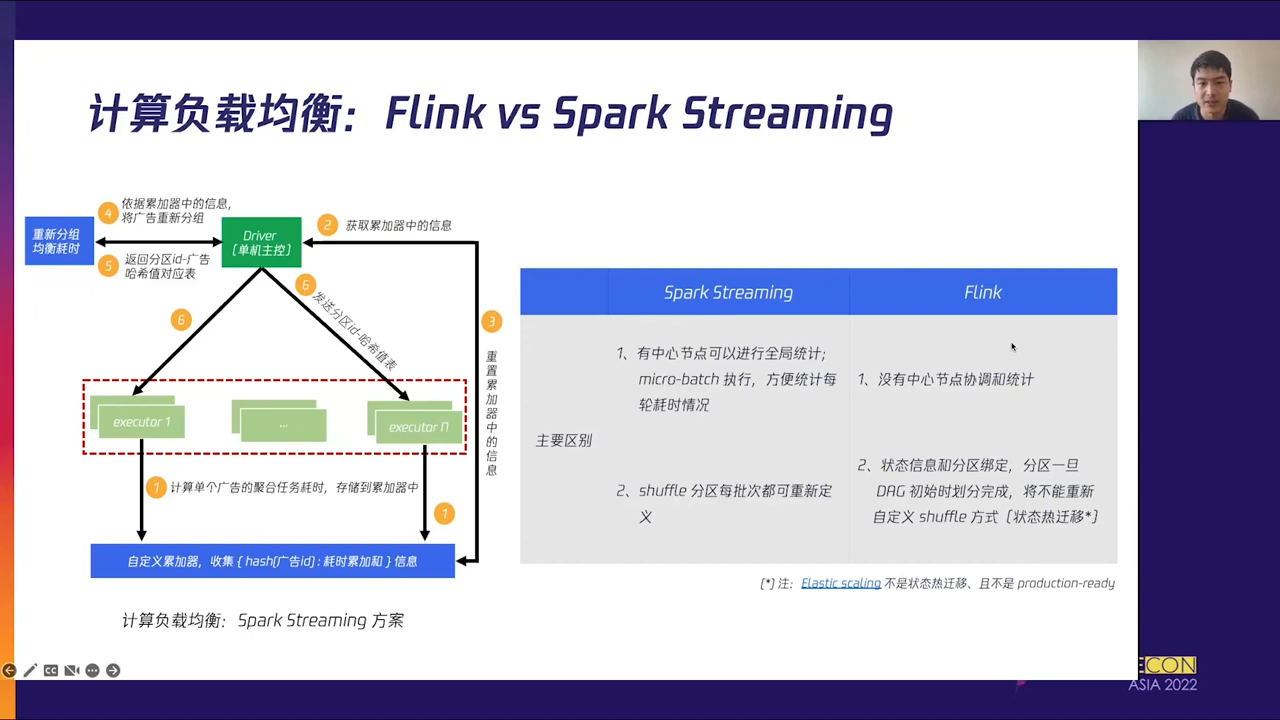 计算负载均衡：Flink vs Spark Streaming
4
依据累加器中的信息，
将广告重新分组
重新分组
均衡耗时
Driver
〔单机主控〕
2
获取累加器中的信息
5
返回分区id-广告
哈希值对应表
6
6
发送分区id-哈希值表
3
重置累加器中的信息
executor 1
...
executor N
1
计算单个广告的聚合任务耗时，存储到累加器中
1
自定义累加器，收集 { hash(广告id) : 耗时累加和 } 信息
计算负载均衡：Spark Streaming 方案
Spark Streaming
Flink
主要区别
1、有中心节点可以进行全局统计；
micro-batch 执行，方便统计每
轮耗时情况
2、shuffle 分区每批次都可重新定
义
1、没有中心节点协调和统计
2、状态信息和分区绑定，分区一旦
DAG 初始时划分完成，将不能重新
自定义 shuffle 方式〔状态热迁移*〕
〔*〕注：Elastic scaling 不是状态热迁移、且不是 production-ready
CC
ECON
ASIA 2022